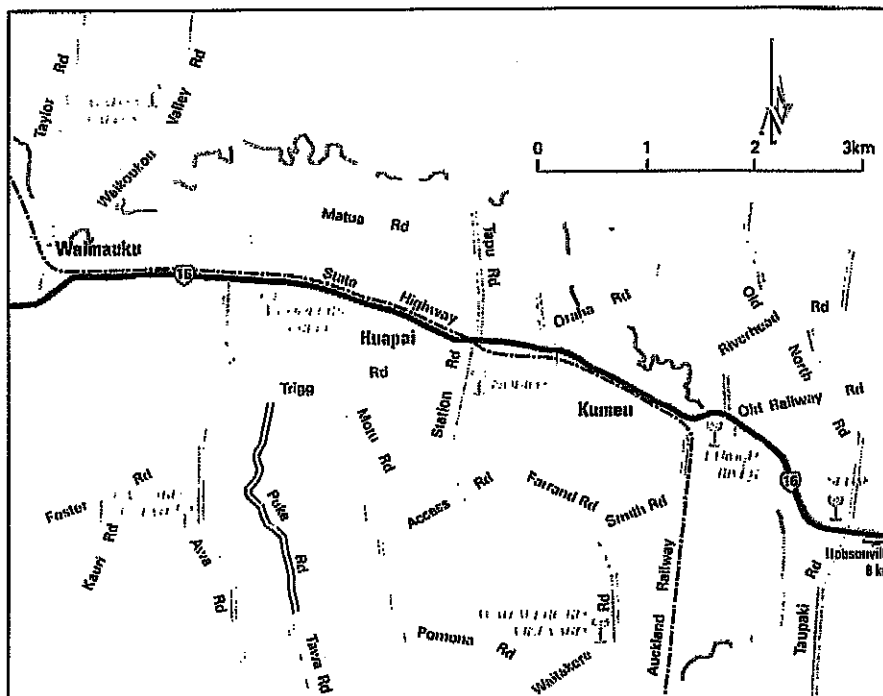 Taylor Rd
Valley Rd
Waikoukou
0 1 2 3km
Matua Rd
Tapu Rd
Waimauku
16
State Highway
Oraha Rd
Old
Riverhead Rd
North Rd
Huapai
Station Rd
Trigg Rd
Motu Rd
Kumeu
Old Railway Rd
16
Foster Rd
Kauri Rd
Awa Rd
Puke Rd
Access Rd
Farrand Rd
Smith Rd
Auckland Railway
Taupaki Rd
Pomona Rd
Waitakere Rd
Tawa Rd